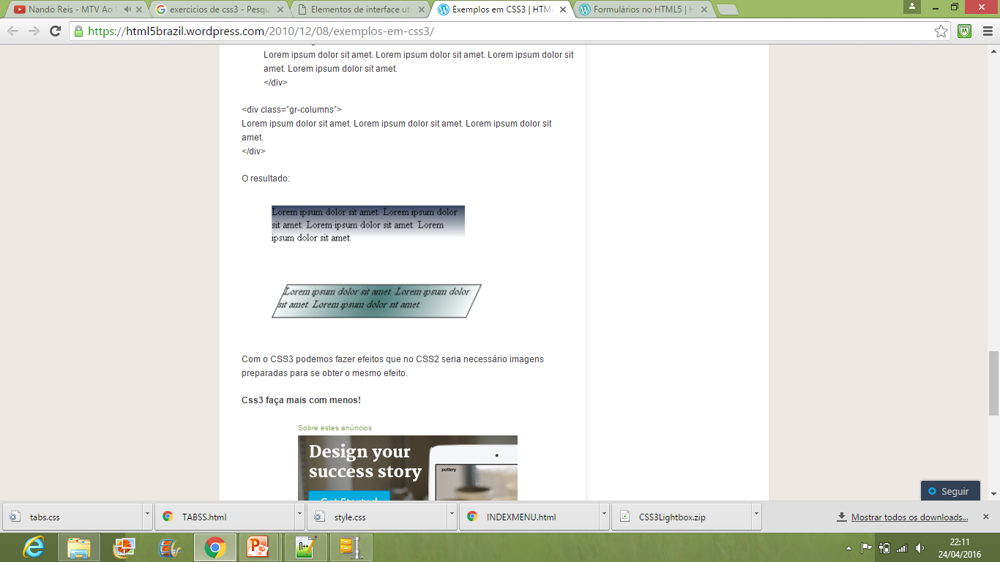 Nando Reis - MTV Ao
exercicios de css3 - Pesqu
Elementos de interface uti
Exemplos em CSS3 | HTML
Formulários no HTML5 | H
https://html5brazil.wordpress.com/2010/12/08/exemplos-em-css3/
Lorem ipsum dolor sit amet. Lorem ipsum dolor sit amet. Lorem ipsum dolor sit
amet. Lorem ipsum dolor sit amet.
</div>
<div class=”gr-columns”>
Lorem ipsum dolor sit amet. Lorem ipsum dolor sit amet. Lorem ipsum dolor sit
amet.
</div>
O resultado:
Lorem ipsum dolor sit amet. Lorem ipsum dolor
sit amet. Lorem ipsum dolor sit amet. Lorem
ipsum dolor sit amet.
Lorem ipsum dolor sit amet. Lorem ipsum dolor
sit amet. Lorem ipsum dolor sit amet.
Com o CSS3 podemos fazer efeitos que no CSS2 seria necessário imagens
preparadas para se obter o mesmo efeito.
Css3 faça mais com menos!
Sobre estes anúncios
Design your
success story
pottery
Get Started
Seguir
tabs.css
TABSS.html
style.css
INDEXMENU.html
CSS3Lightbox.zip
Mostrar todos os downloads...
22:11
24/04/2016